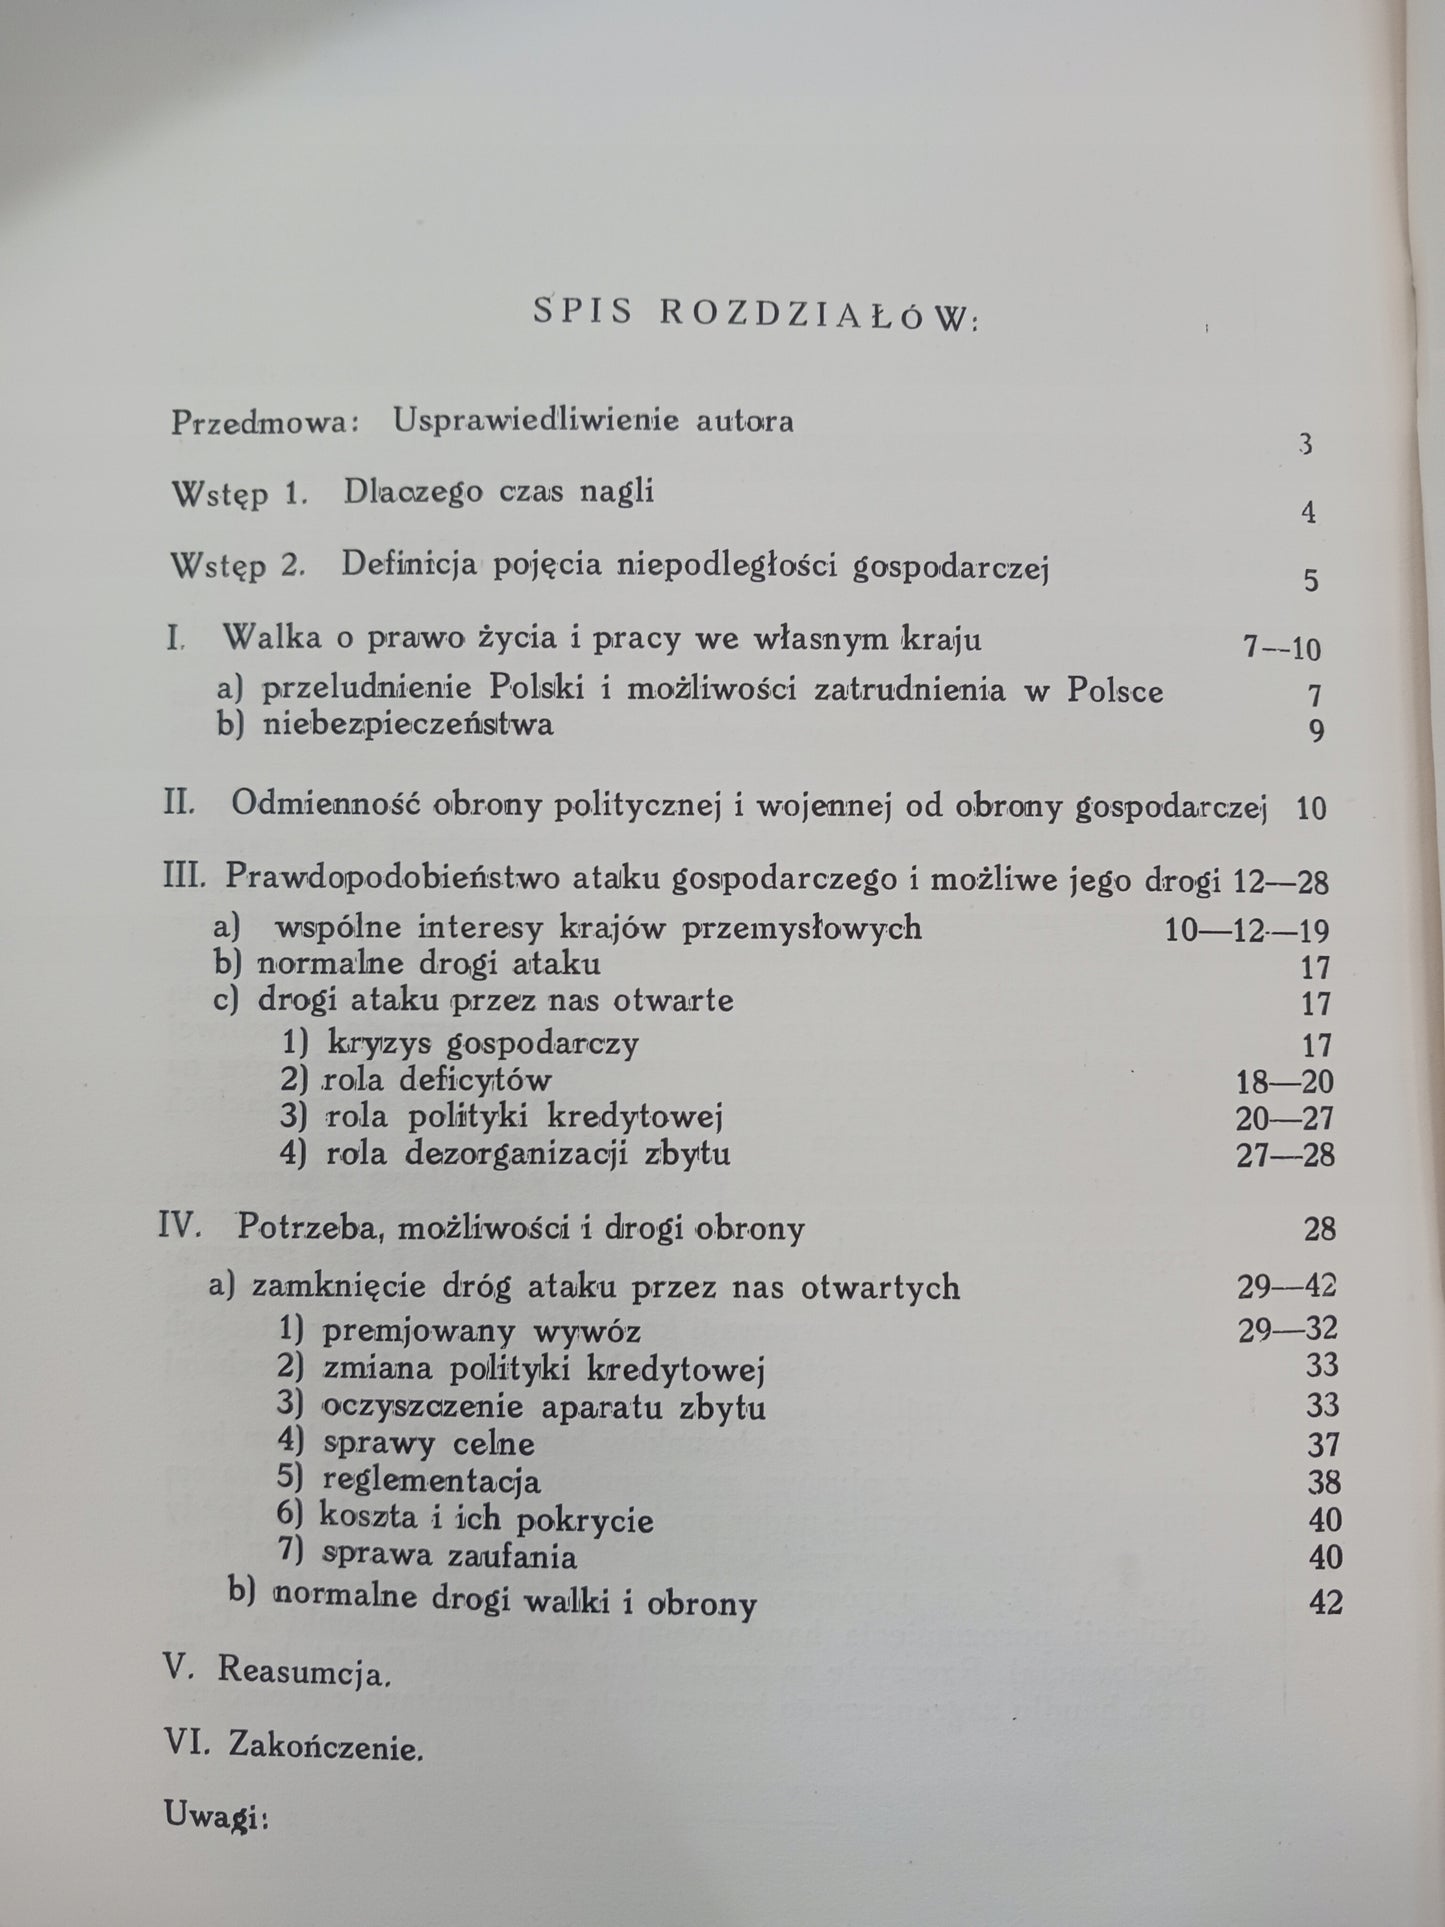 SPIS ROZDZIAŁÓW:
Przedmowa: Usprawiedliwienie autora 3
Wstęp 1. Dlaczego czas nagli 4
Wstęp 2. Definicja pojęcia niepodległości gospodarczej 5
I. Walka o prawo życia i pracy we własnym kraju 7—10
a) przeludnienie Polski i możliwości zatrudnienia w Polsce 7
b) niebezpieczeństwa 9
II. Odmienność obrony politycznej i wojennej od obrony gospodarczej 10
III. Prawdopodobieństwo ataku gospodarczego i możliwe jego drogi 12—28
a) wspólne interesy krajów przemysłowych 10—12—19
b) normalne drogi ataku 17
c) drogi ataku przez nas otwarte 17
1) kryzys gospodarczy 17
2) rola deficytów 18—20
3) rola polityki kredytowej 20—27
4) rola dezorganizacji zbytu 27—28
IV. Potrzeba, możliwości i drogi obrony 28
a) zamknięcie dróg ataku przez nas otwartych 29—42
1) premjowany wywóz 29—32
2) zmiana polityki kredytowej 33
3) oczyszczenie aparatu zbytu 33
4) sprawy celne 37
5) reglementacja 38
6) koszta i ich pokrycie 40
7) sprawa zaufania 40
b) normalne drogi walki i obrony 42
V. Reasumcja.
VI. Zakończenie.
Uwagi: